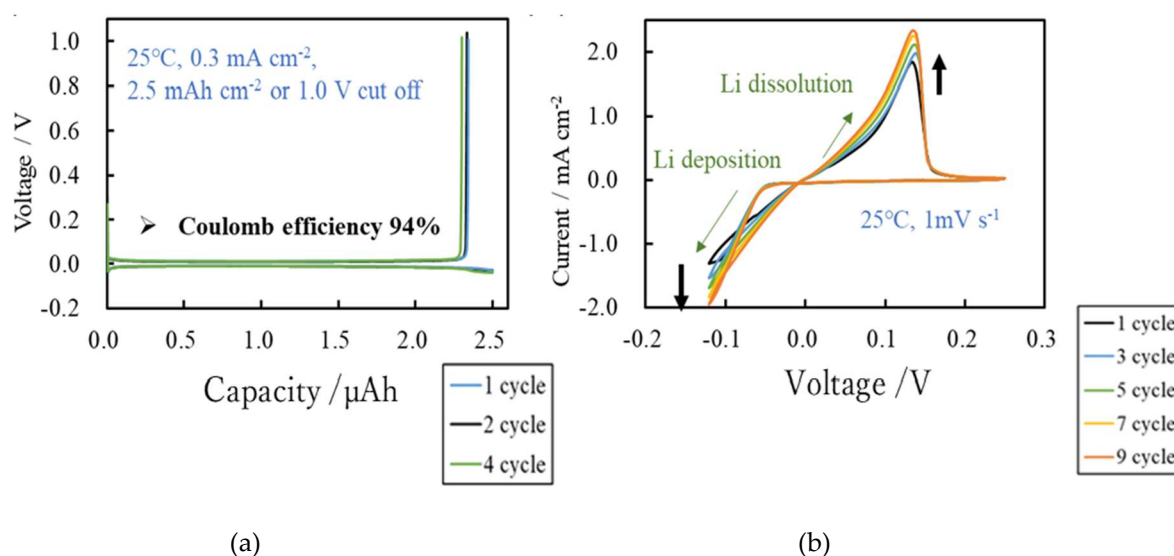 1.0
0.8
0.6
0.4
0.2
0.0
-0.2
Voltage / V
25°C, 0.3 mA cm-2,
2.5 mAh cm-2 or 1.0 V cut off
➢ Coulomb efficiency 94%
0.0 0.5 1.0 1.5 2.0 2.5
Capacity /µAh
1 cycle
2 cycle
4 cycle
(a)
2.0
1.0
0.0
-1.0
-2.0
Current / mA cm-2
Li dissolution
Li deposition
25°C, 1mV s-1
-0.2 -0.1 0.0 0.1 0.2 0.3
Voltage /V
1 cycle
3 cycle
5 cycle
7 cycle
9 cycle
(b)